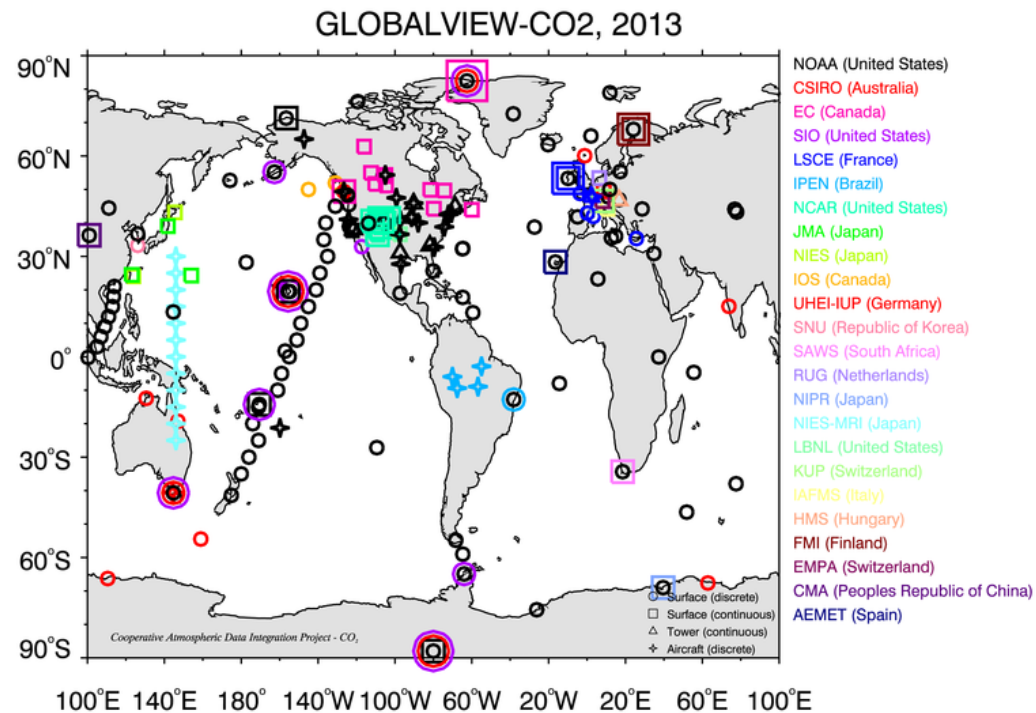 GLOBALVIEW-CO2, 2013
90°N
60°N
30°N
0°
30°S
60°S
90°S
100°E 140°E 180° 140°W 100°W 60°W 20°W 20°E 60°E 100°E
Cooperative Atmospheric Data Integration Project - CO₂
Surface (discrete)
Surface (continuous)
Tower (continuous)
Aircraft (discrete)
NOAA (United States)
CSIRO (Australia)
EC (Canada)
SIO (United States)
LSCE (France)
IPEN (Brazil)
NCAR (United States)
JMA (Japan)
NIES (Japan)
IOS (Canada)
UHEI-IUP (Germany)
SNU (Republic of Korea)
SAWS (South Africa)
RUG (Netherlands)
NIPR (Japan)
NIES-MRI (Japan)
LBNL (United States)
KUP (Switzerland)
IAFMS (Italy)
HMS (Hungary)
FMI (Finland)
EMPA (Switzerland)
CMA (Peoples Republic of China)
AEMET (Spain)